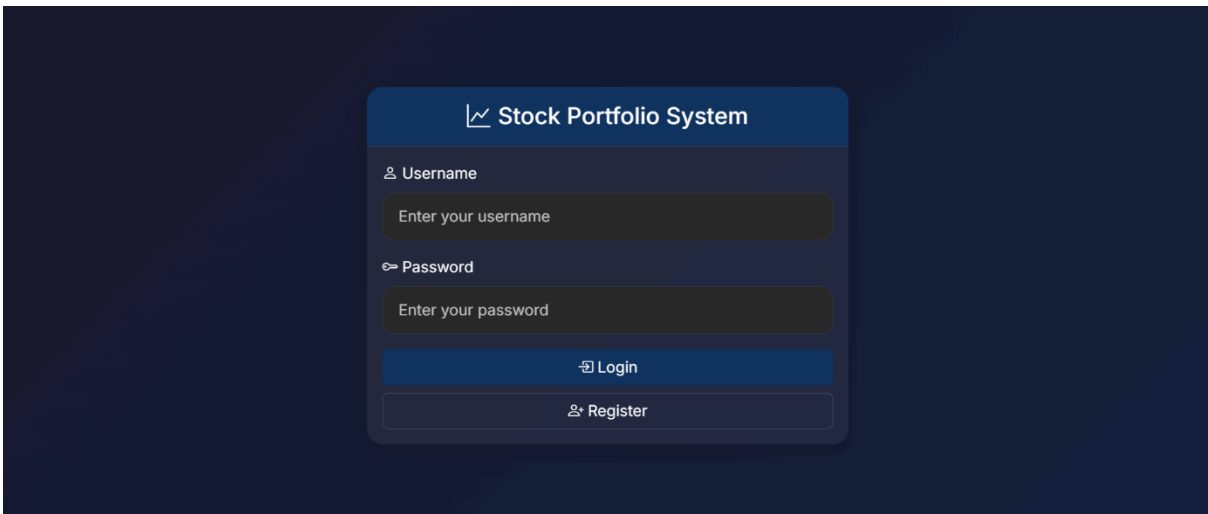 Stock Portfolio System
Username
Enter your username
Password
Enter your password
Login
Register